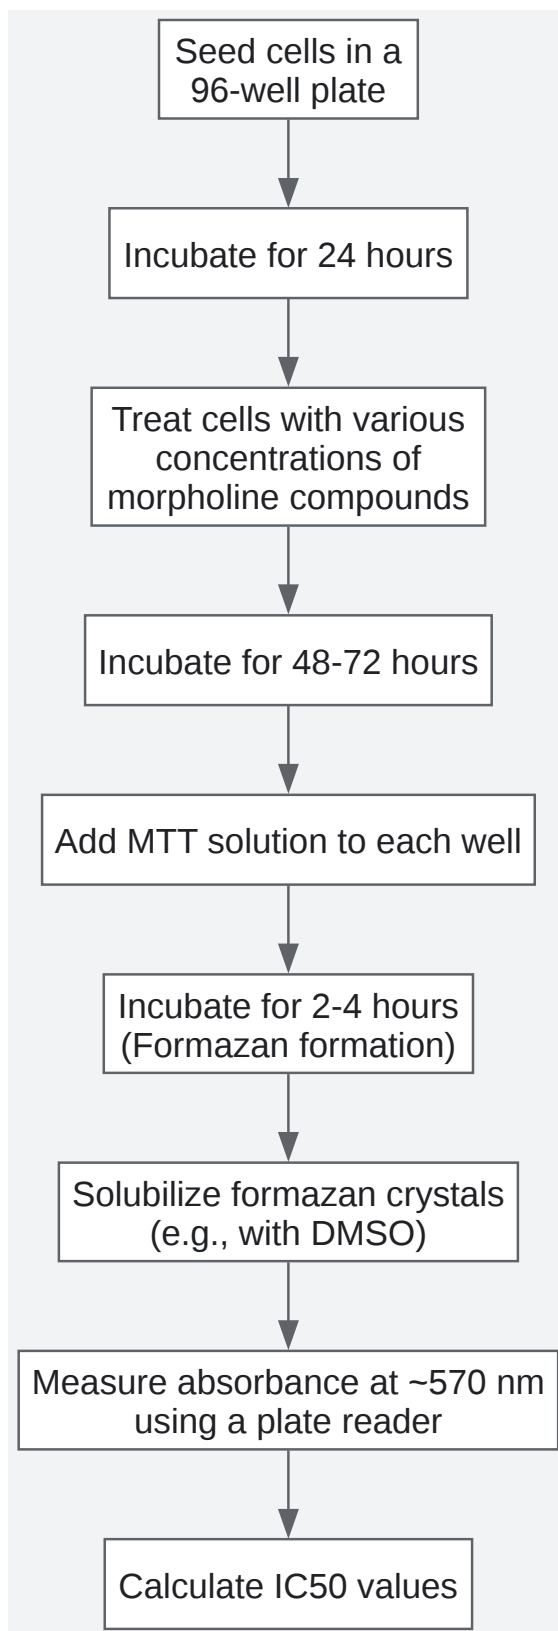 Seed cells in a
96-well plate
Incubate for 24 hours
Treat cells with various
concentrations of
morpholine compounds
Incubate for 48-72 hours
Add MTT solution to each well
Incubate for 2-4 hours
(Formazan formation)
Solubilize formazan crystals
(e.g., with DMSO)
Measure absorbance at ~570 nm
using a plate reader
Calculate IC50 values